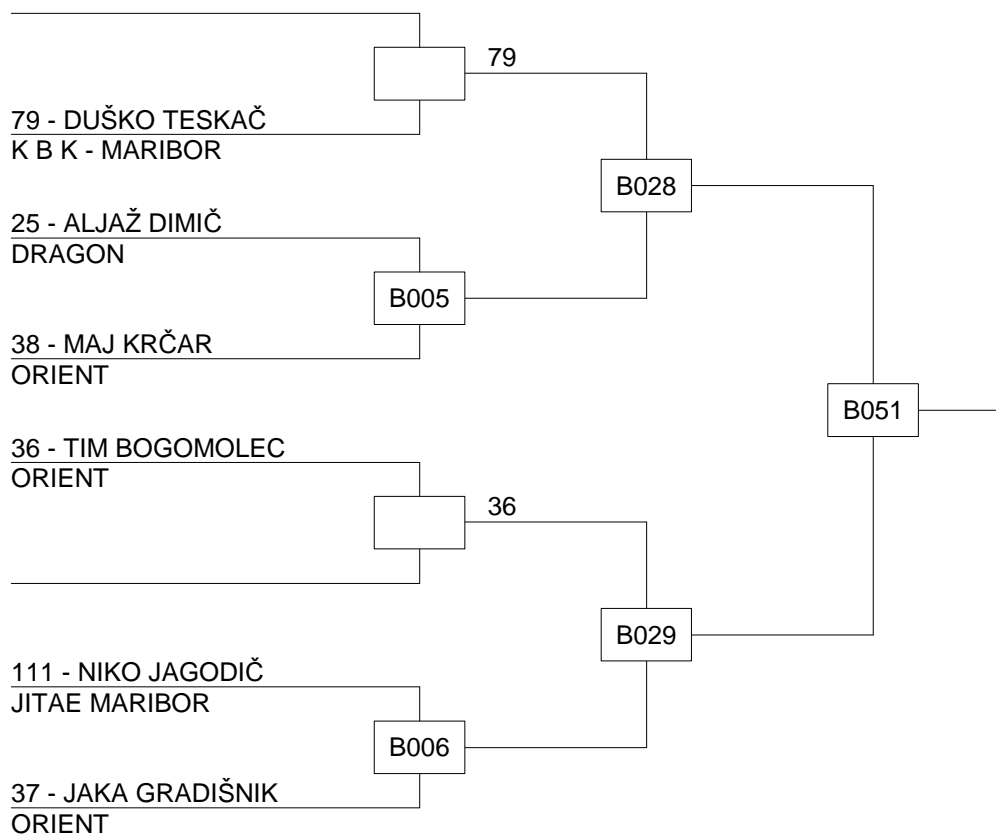 79
79 - DUŠKO TESKAČ
K B K - MARIBOR
B028
25 - ALJAŽ DIMIČ
DRAGON
B005
38 - MAJ KRČAR
ORIENT
B051
36 - TIM BOGOMOLEC
ORIENT
36
B029
111 - NIKO JAGODIČ
JITAE MARIBOR
B006
37 - JAKA GRADIŠNIK
ORIENT